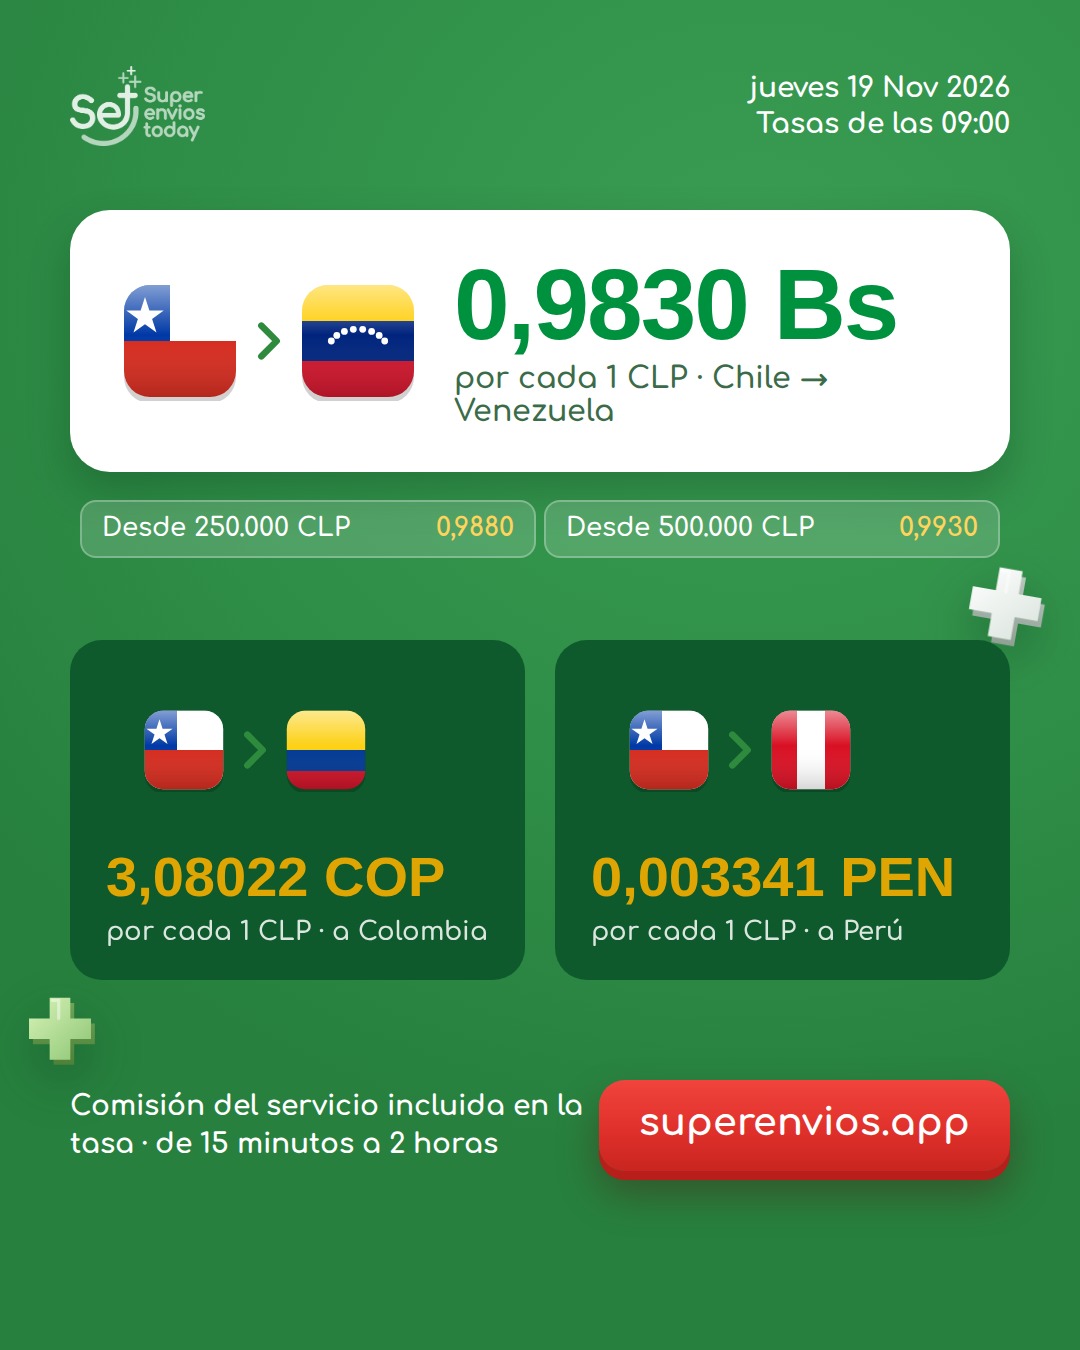 Set Super
envios
today
jueves 19 Nov 2026
Tasas de las 09:00
0,9830 Bs
por cada 1 CLP · Chile →
Venezuela
Desde 250.000 CLP 0,9880
Desde 500.000 CLP 0,9930
3,08022 COP
por cada 1 CLP · a Colombia
0,003341 PEN
por cada 1 CLP · a Perú
Comisión del servicio incluida en la
tasa · de 15 minutos a 2 horas
superenvios.app